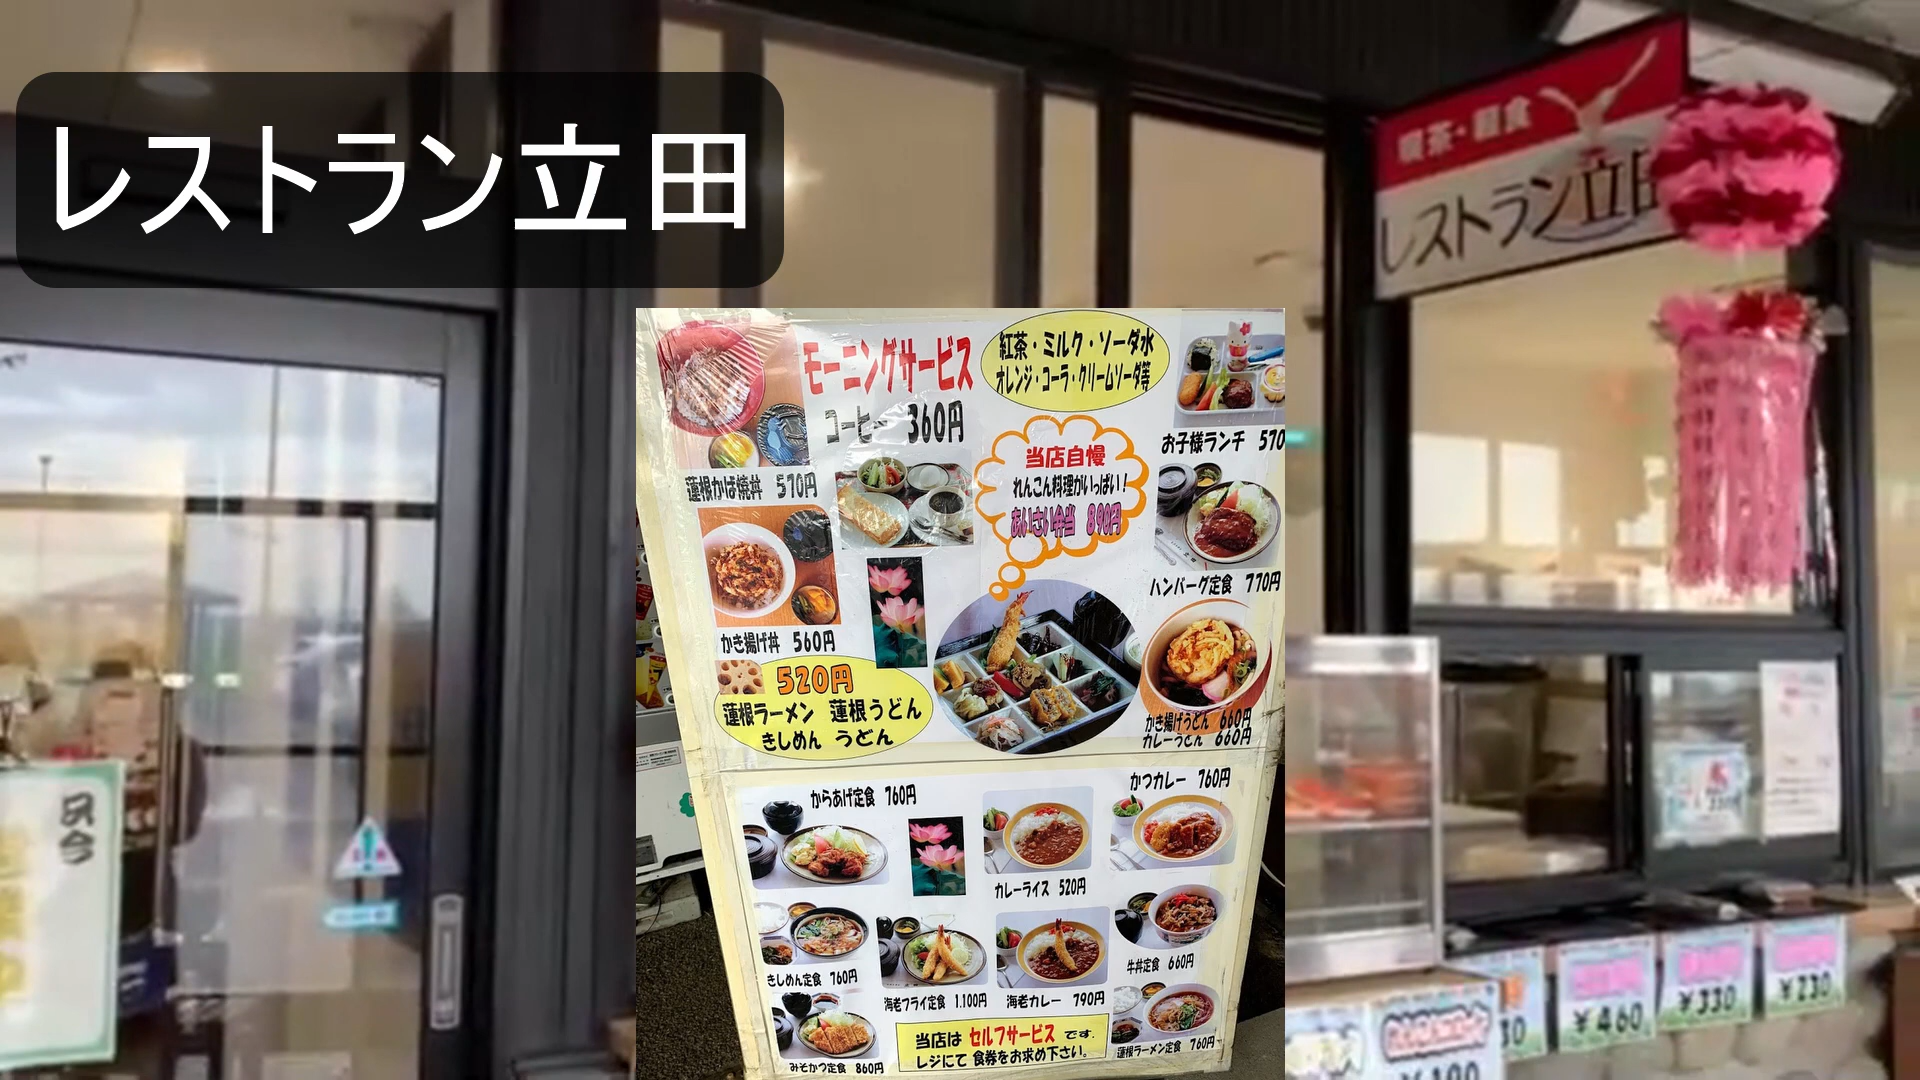 レストラン立田
喫茶・軽食
レストラン立田
モーニングサービス
コーヒー 360円
紅茶・ミルク・ソーダ水
オレンジ・コーラ・クリームソーダ等
お子様ランチ 570
蓮根かば焼丼 570円
当店自慢
れんこん料理がいっぱい!
あいさい弁当 890円
ハンバーグ定食 770円
かき揚げ丼 560円
520円
蓮根ラーメン 蓮根うどん
きしめん うどん
かき揚げうどん 660円
カレーうどん 660円
からあげ定食 760円
かつカレー 760円
カレーライス 520円
きしめん定食 760円
海老フライ定食 1,100円
海老カレー 790円
牛丼定食 660円
みそかつ定食 860円
当店は セルフサービス です.
レジにて 食券をお求め下さい。
蓮根ラーメン定食 760円
只今
¥460
¥330
¥230